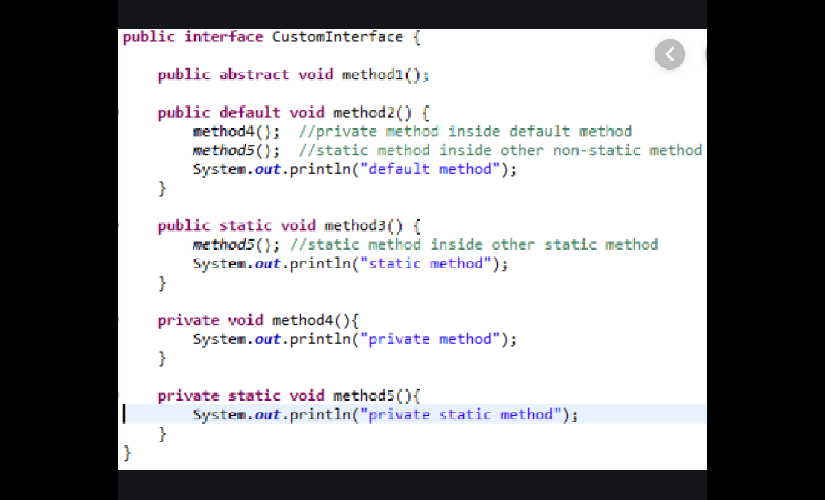 public interface CustomInterface {
public abstract void method1();
public default void method2() {
method4();  //private method inside default method
method5();  //static method inside other non-static method
System.out.println("default method");
}
public static void method3() {
method5(); //static method inside other static method
System.out.println("static method");
}
private void method4(){
System.out.println("private method");
}
private static void method5(){
System.out.println("private static method");
}
}